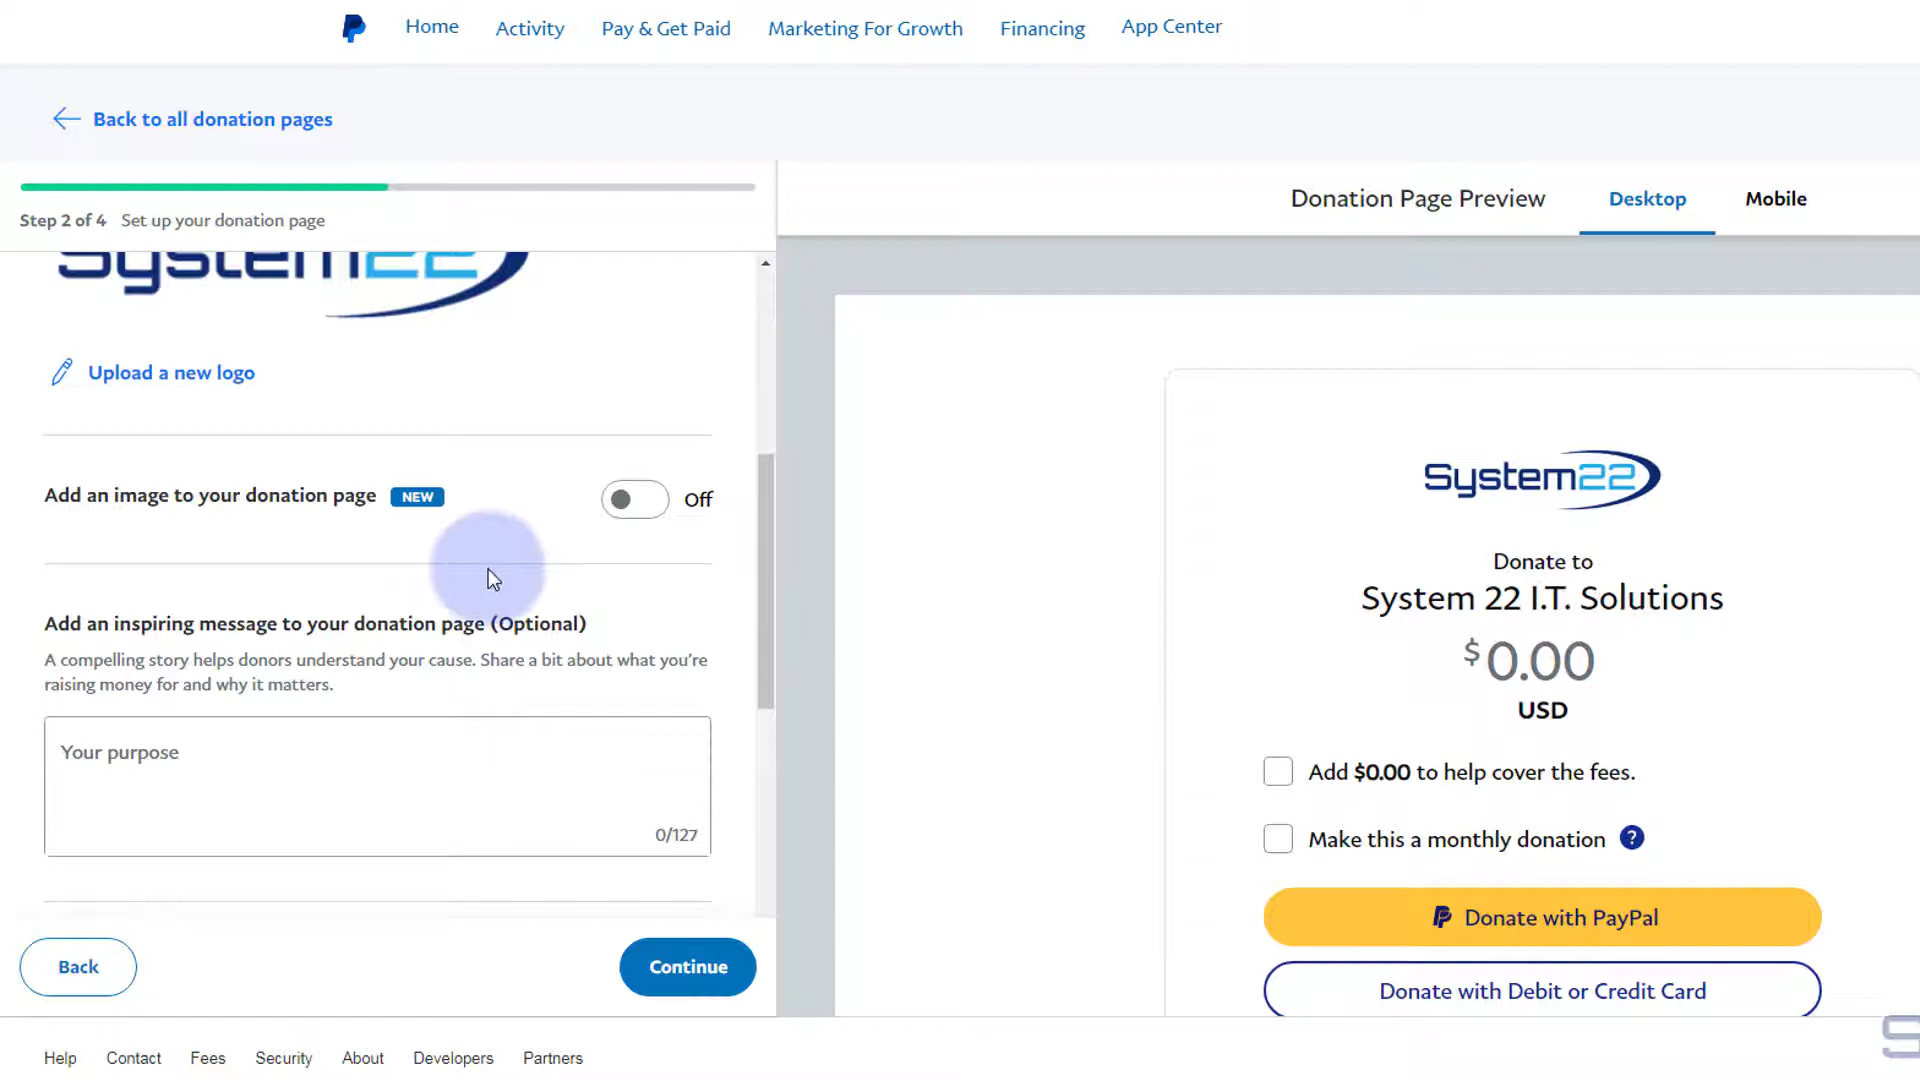 Home
Activity
Pay & Get Paid
Marketing For Growth
Financing
App Center
Back to all donation pages
Step 2 of 4 Set up your donation page
System22
Upload a new logo
Add an image to your donation page NEW
Off
Add an inspiring message to your donation page (Optional)
A compelling story helps donors understand your cause. Share a bit about what you're
raising money for and why it matters.
Your purpose
0/127
Back
Continue
Donation Page Preview
Desktop
Mobile
System22
Donate to
System 22 I.T. Solutions
$0.00
USD
Add $0.00 to help cover the fees.
Make this a monthly donation ?
Donate with PayPal
Donate with Debit or Credit Card
Help
Contact
Fees
Security
About
Developers
Partners
S